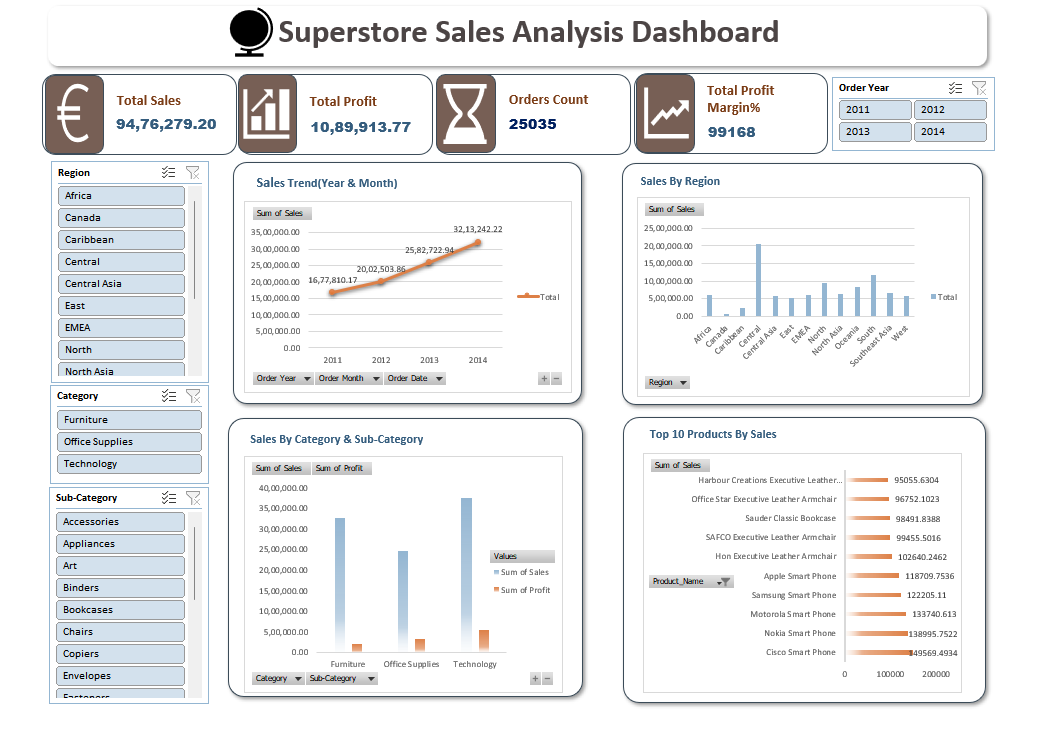 Superstore Sales Analysis Dashboard
Total Sales
94,76,279.20
Total Profit
10,89,913.77
Orders Count
25035
Total Profit
Margin%
99168
Order Year
2011
2012
2013
2014
Region
Africa
Canada
Caribbean
Central
Central Asia
East
EMEA
North
North Asia
Category
Furniture
Office Supplies
Technology
Sub-Category
Accessories
Appliances
Art
Binders
Bookcases
Chairs
Copiers
Envelopes
Fasteners
Sales Trend(Year & Month)
Sum of Sales
35,00,000.00
30,00,000.00
25,00,000.00
20,00,000.00
15,00,000.00
10,00,000.00
5,00,000.00
0.00
16,77,810.17
20,02,503.86
25,82,722.94
32,13,242.22
2011
2012
2013
2014
Total
Order Year
Order Month
Order Date
Sales By Region
Sum of Sales
25,00,000.00
20,00,000.00
15,00,000.00
10,00,000.00
5,00,000.00
0.00
Africa
Canada
Caribbean
Central
Central Asia
East
EMEA
North
North Asia
Oceania
South
Southeast Asia
West
Total
Region
Sales By Category & Sub-Category
Sum of Sales
Sum of Profit
40,00,000.00
35,00,000.00
30,00,000.00
25,00,000.00
20,00,000.00
15,00,000.00
10,00,000.00
5,00,000.00
0.00
Furniture
Office Supplies
Technology
Values
Sum of Sales
Sum of Profit
Category
Sub-Category
Top 10 Products By Sales
Sum of Sales
Product_Name
Harbour Creations Executive Leather... 95055.6304
Office Star Executive Leather Armchair 96752.1023
Sauder Classic Bookcase 98491.8388
SAFCO Executive Leather Armchair 99455.5016
Hon Executive Leather Armchair 102640.2462
Apple Smart Phone 118709.7536
Samsung Smart Phone 122205.11
Motorola Smart Phone 133740.613
Nokia Smart Phone 138995.7522
Cisco Smart Phone 149569.4934
0 100000 200000